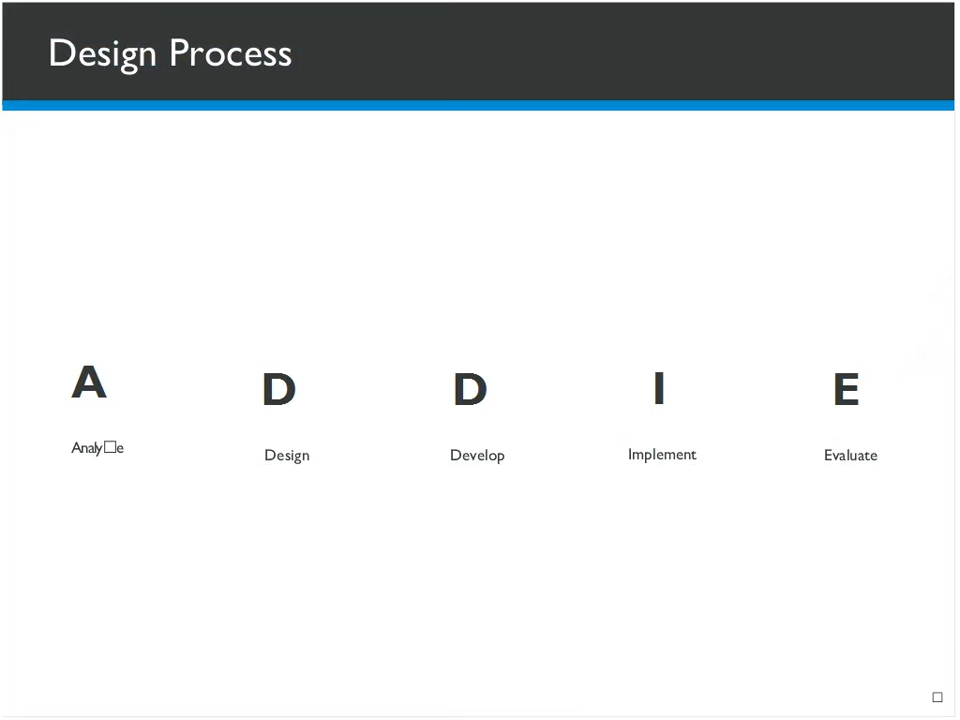 Design Process
A D D I E
Analy□e Design Develop Implement Evaluate
□